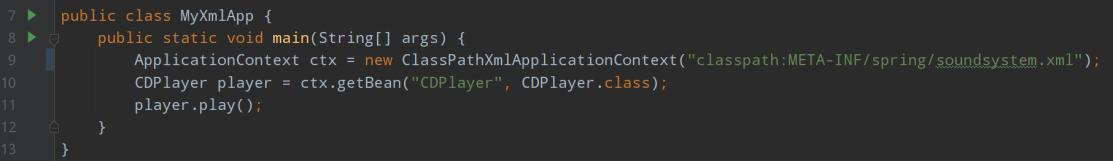 7 public class MyXmlApp {
8 public static void main(String[] args) {
9 ApplicationContext ctx = new ClassPathXmlApplicationContext("classpath:META-INF/spring/soundsystem.xml");
10 CDPlayer player = ctx.getBean("CDPlayer", CDPlayer.class);
11 player.play();
12 }
13 }